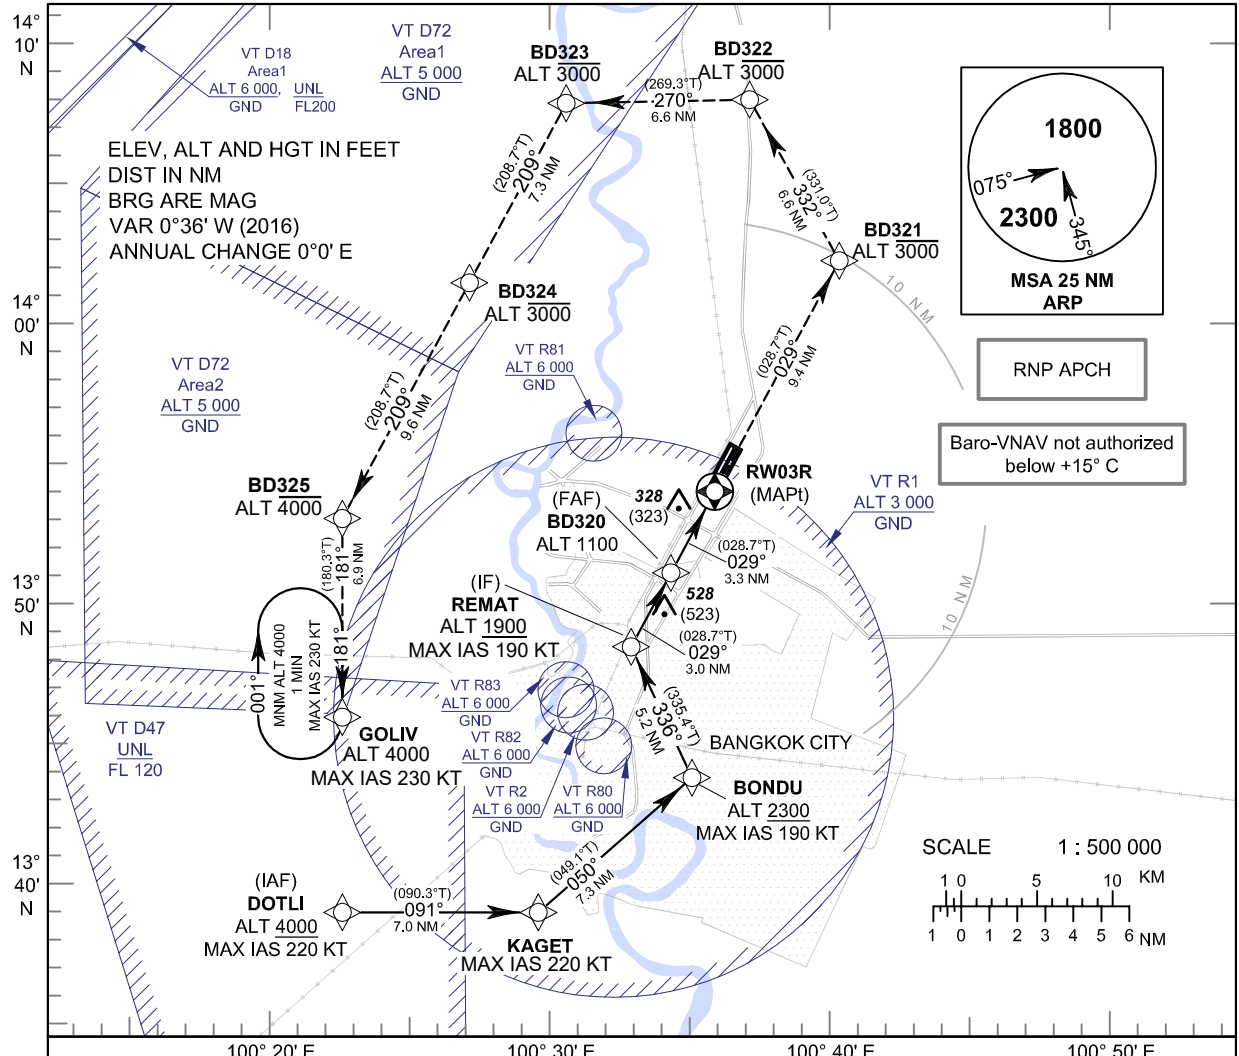 14°
10'
N
VT D18
Area1
ALT 6 000, UNL
GND FL200
VT D72
Area1
ALT 5 000
GND
BD323
ALT 3000
BD322
ALT 3000
(269.3°T)
270°
6.6 NM
ELEV, ALT AND HGT IN FEET
DIST IN NM
BRG ARE MAG
VAR 0°36' W (2016)
ANNUAL CHANGE 0°0' E
(208.7°T)
209°
7.3 NM
(331.0°T)
332°
6.6 NM
BD321
ALT 3000
10 NM
1800
075°
2300
345°
MSA 25 NM
ARP
14°
00'
N
BD324
ALT 3000
VT R81
ALT 6 000
GND
(028.7°T)
029°
9.4 NM
RNP APCH
VT D72
Area2
ALT 5 000
GND
(208.7°T)
209°
9.6 NM
Baro-VNAV not authorized
below +15° C
BD325
ALT 4000
(FAF)
BD320
ALT 1100
328
(323)
RW03R
(MAPt)
VT R1
ALT 3 000
GND
(028.7°T)
029°
3.3 NM
13°
50'
N
(180.3°T)
181°
6.9 NM
(IF)
REMAT
ALT 1900
MAX IAS 190 KT
528
(523)
(028.7°T)
029°
3.0 NM
10 NM
001°
MNM ALT 4000
1 MIN
MAX IAS 230 KT
181°
VT R83
ALT 6 000
GND
VT R82
ALT 6 000
GND
VT R2
ALT 6 000
GND
VT R80
ALT 6 000
GND
(335.4°T)
336°
5.2 NM
BANGKOK CITY
VT D47
UNL
FL 120
GOLIV
ALT 4000
MAX IAS 230 KT
BONDU
ALT 2300
MAX IAS 190 KT
(049.1°T)
050°
7.3 NM
13°
40'
N
(IAF)
DOTLI
ALT 4000
MAX IAS 220 KT
(090.3°T)
091°
7.0 NM
KAGET
MAX IAS 220 KT
SCALE 1 : 500 000
1 0 5 10 KM
1 0 1 2 3 4 5 6 NM
100° 20' E
100° 30' E
100° 40' E
100° 50' E